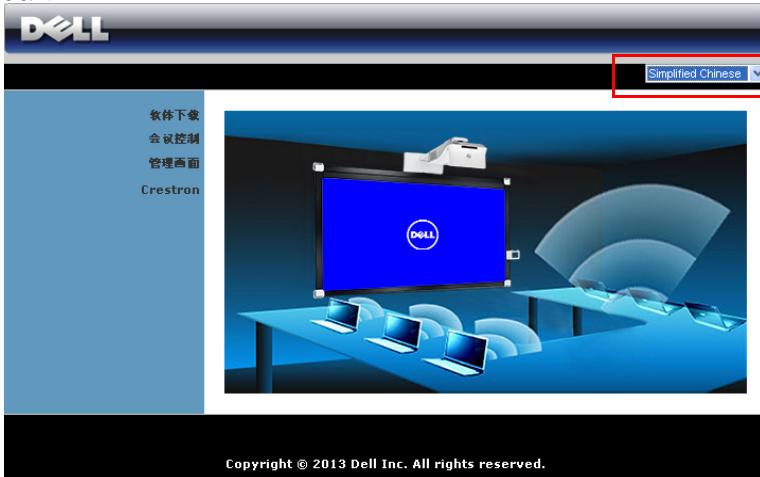 DELL
Simplified Chinese
软体下载
会议控制
管理画面
Crestron
DELL
Copyright © 2013 Dell Inc. All rights reserved.